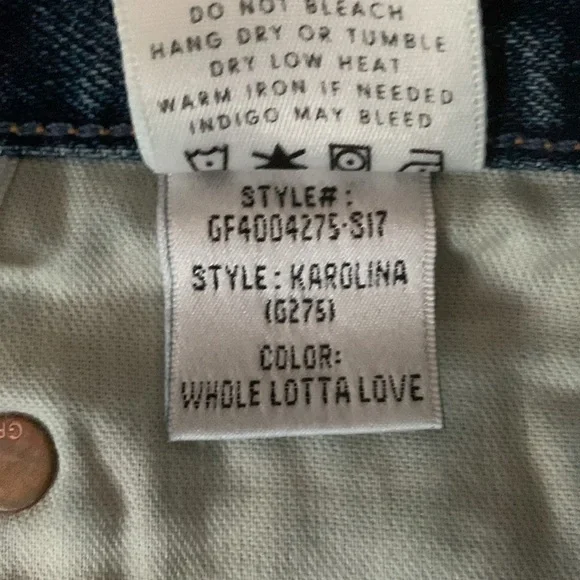 DO NOT BLEACH
HANG DRY OR TUMBLE
DRY LOW HEAT
WARM IRON IF NEEDED
INDIGO MAY BLEED
STYLE#:
GF4004275-S17
STYLE: KAROLINA
(G275)
COLOR:
WHOLE LOTTA LOVE